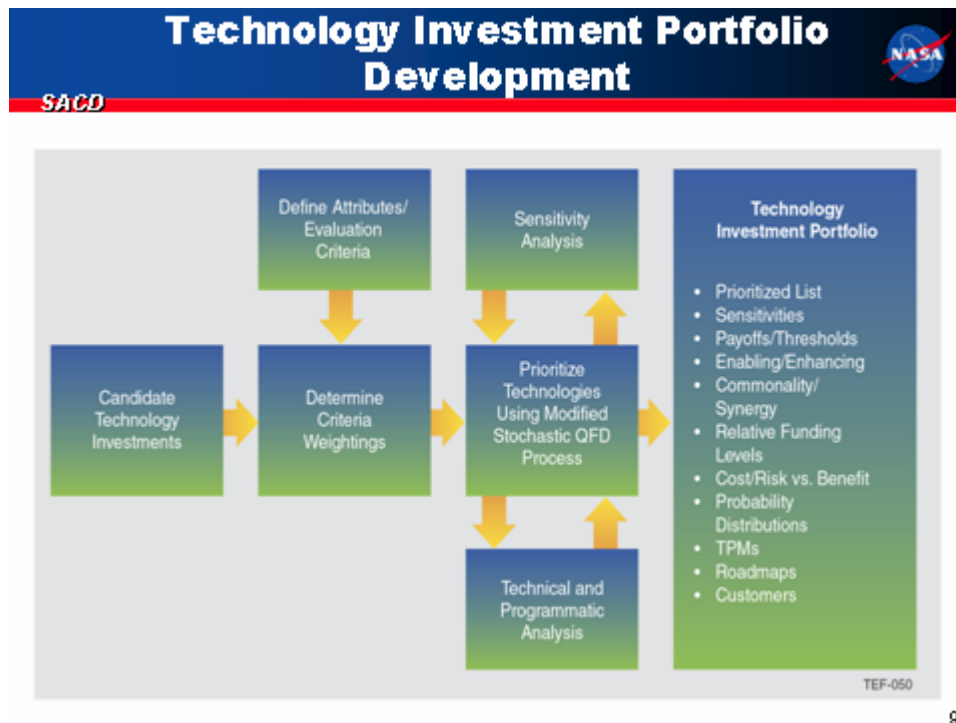 Technology Investment Portfolio
Development
NASA
SACD
Define Attributes/
Evaluation
Criteria
Sensitivity
Analysis
Technology
Investment Portfolio
• Prioritized List
• Sensitivities
• Payoffs/Thresholds
• Enabling/Enhancing
• Commonality/
Synergy
• Relative Funding
Levels
• Cost/Risk vs. Benefit
• Probability
Distributions
• TPMs
• Roadmaps
• Customers
Candidate
Technology
Investments
Determine
Criteria
Weightings
Prioritize
Technologies
Using Modified
Stochastic QFD
Process
Technical and
Programmatic
Analysis
TEF-050